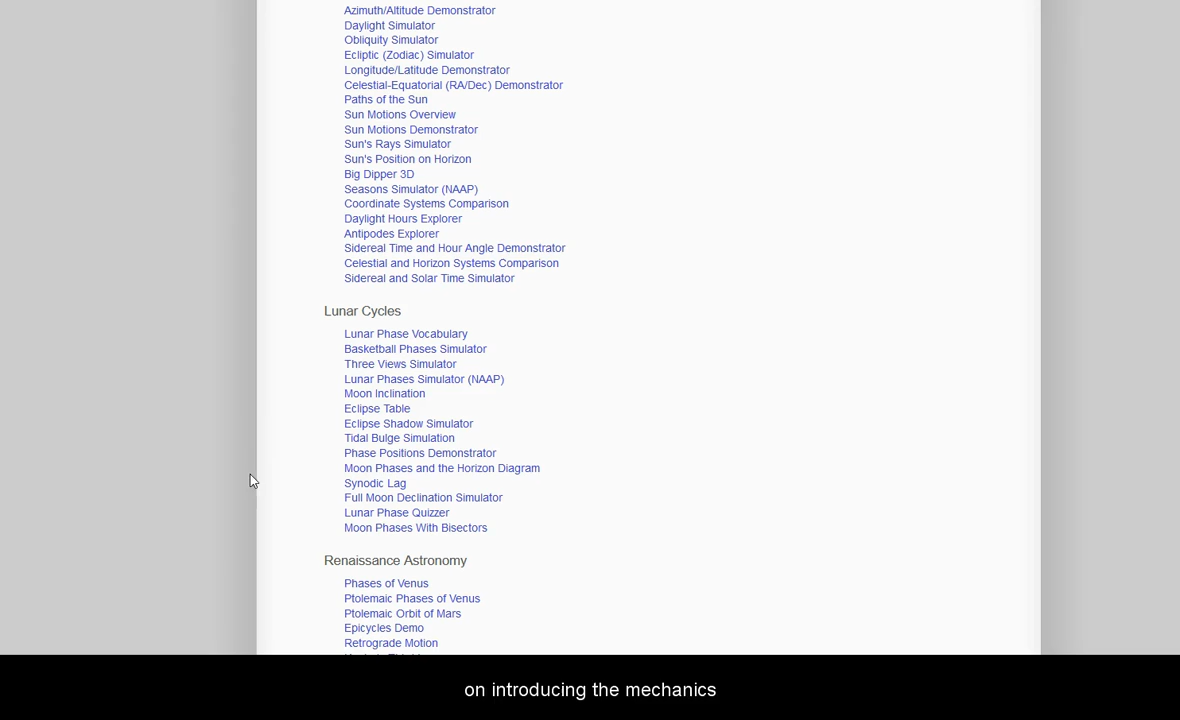 Azimuth/Altitude Demonstrator
Daylight Simulator
Obliquity Simulator
Ecliptic (Zodiac) Simulator
Longitude/Latitude Demonstrator
Celestial-Equatorial (RA/Dec) Demonstrator
Paths of the Sun
Sun Motions Overview
Sun Motions Demonstrator
Sun's Rays Simulator
Sun's Position on Horizon
Big Dipper 3D
Seasons Simulator (NAAP)
Coordinate Systems Comparison
Daylight Hours Explorer
Antipodes Explorer
Sidereal Time and Hour Angle Demonstrator
Celestial and Horizon Systems Comparison
Sidereal and Solar Time Simulator
Lunar Cycles
Lunar Phase Vocabulary
Basketball Phases Simulator
Three Views Simulator
Lunar Phases Simulator (NAAP)
Moon Inclination
Eclipse Table
Eclipse Shadow Simulator
Tidal Bulge Simulation
Phase Positions Demonstrator
Moon Phases and the Horizon Diagram
Synodic Lag
Full Moon Declination Simulator
Lunar Phase Quizzer
Moon Phases With Bisectors
Renaissance Astronomy
Phases of Venus
Ptolemaic Phases of Venus
Ptolemaic Orbit of Mars
Epicycles Demo
Retrograde Motion
on introducing the mechanics